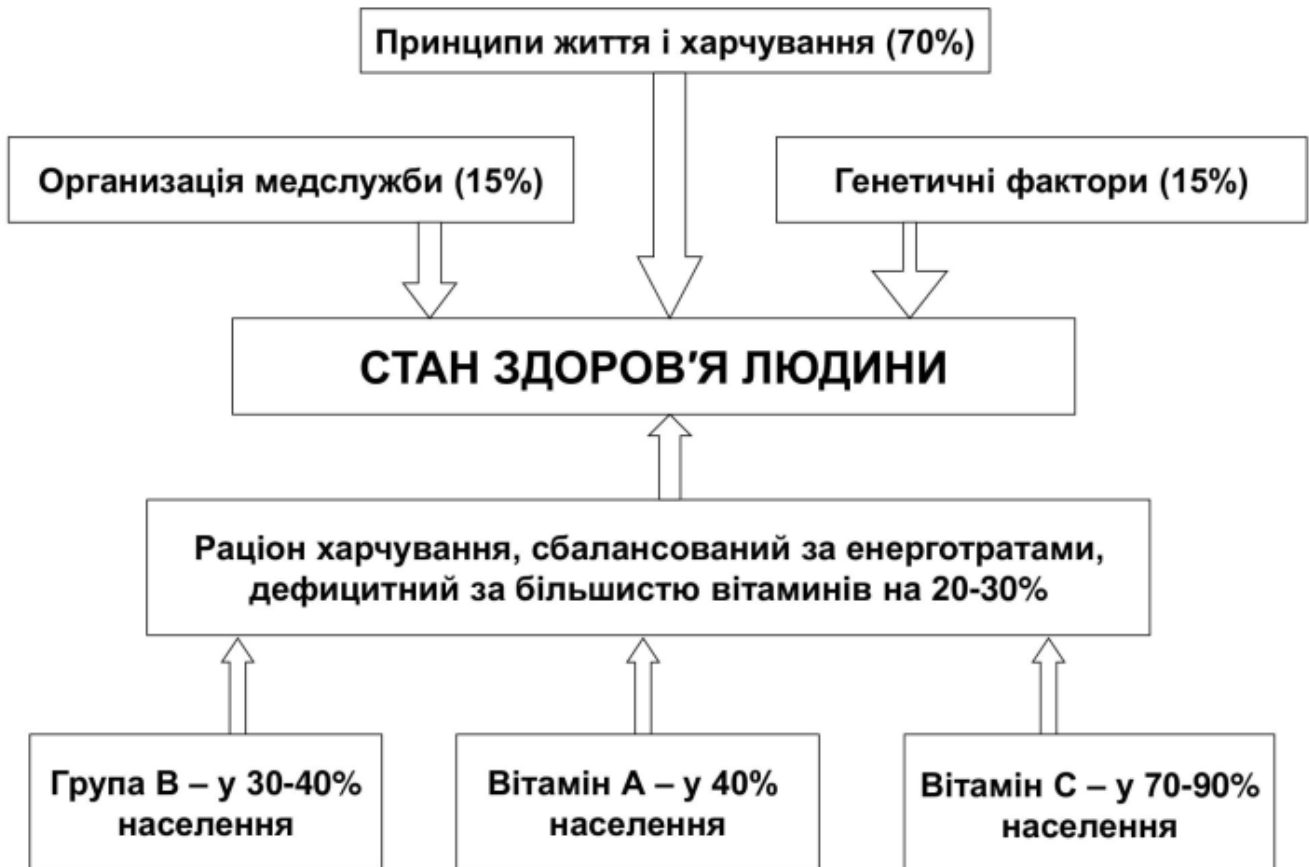 Принципи життя і харчування (70%)
Организація медслужби (15%)
Генетичні фактори (15%)
СТАН ЗДОРОВ'Я ЛЮДИНИ
Раціон харчування, сбалансований за енерготратами,
дефицитний за більшистю вітаминів на 20-30%
Група В – у 30-40%
населення
Вітамін А – у 40%
населення
Вітамін С – у 70-90%
населення